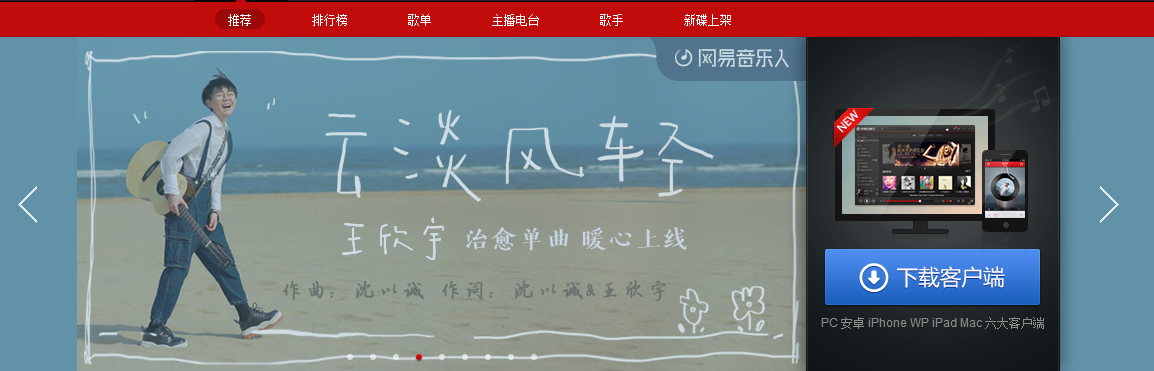 推荐 排行榜 歌单 主播电台 歌手 新碟上架
网易音乐人
云淡风轻
王欣宇 治愈单曲 暖心上线
作曲：沈以诚 作词：沈以诚&王欣宇
NEW
下载客户端
PC 安卓 iPhone WP iPad Mac 六大客户端